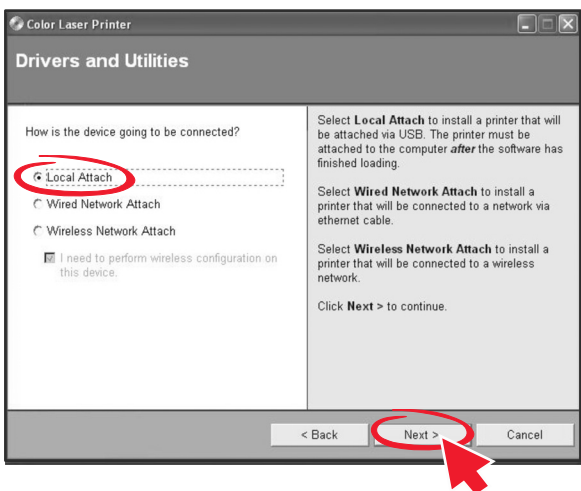 Color Laser Printer
Drivers and Utilities
How is the device going to be connected?
Local Attach
Wired Network Attach
Wireless Network Attach
I need to perform wireless configuration on
this device.
Select Local Attach to install a printer that will
be attached via USB. The printer must be
attached to the computer after the software has
finished loading.
Select Wired Network Attach to install a
printer that will be connected to a network via
ethernet cable.
Select Wireless Network Attach to install a
printer that will be connected to a wireless
network.
Click Next > to continue.
< Back
Next >
Cancel